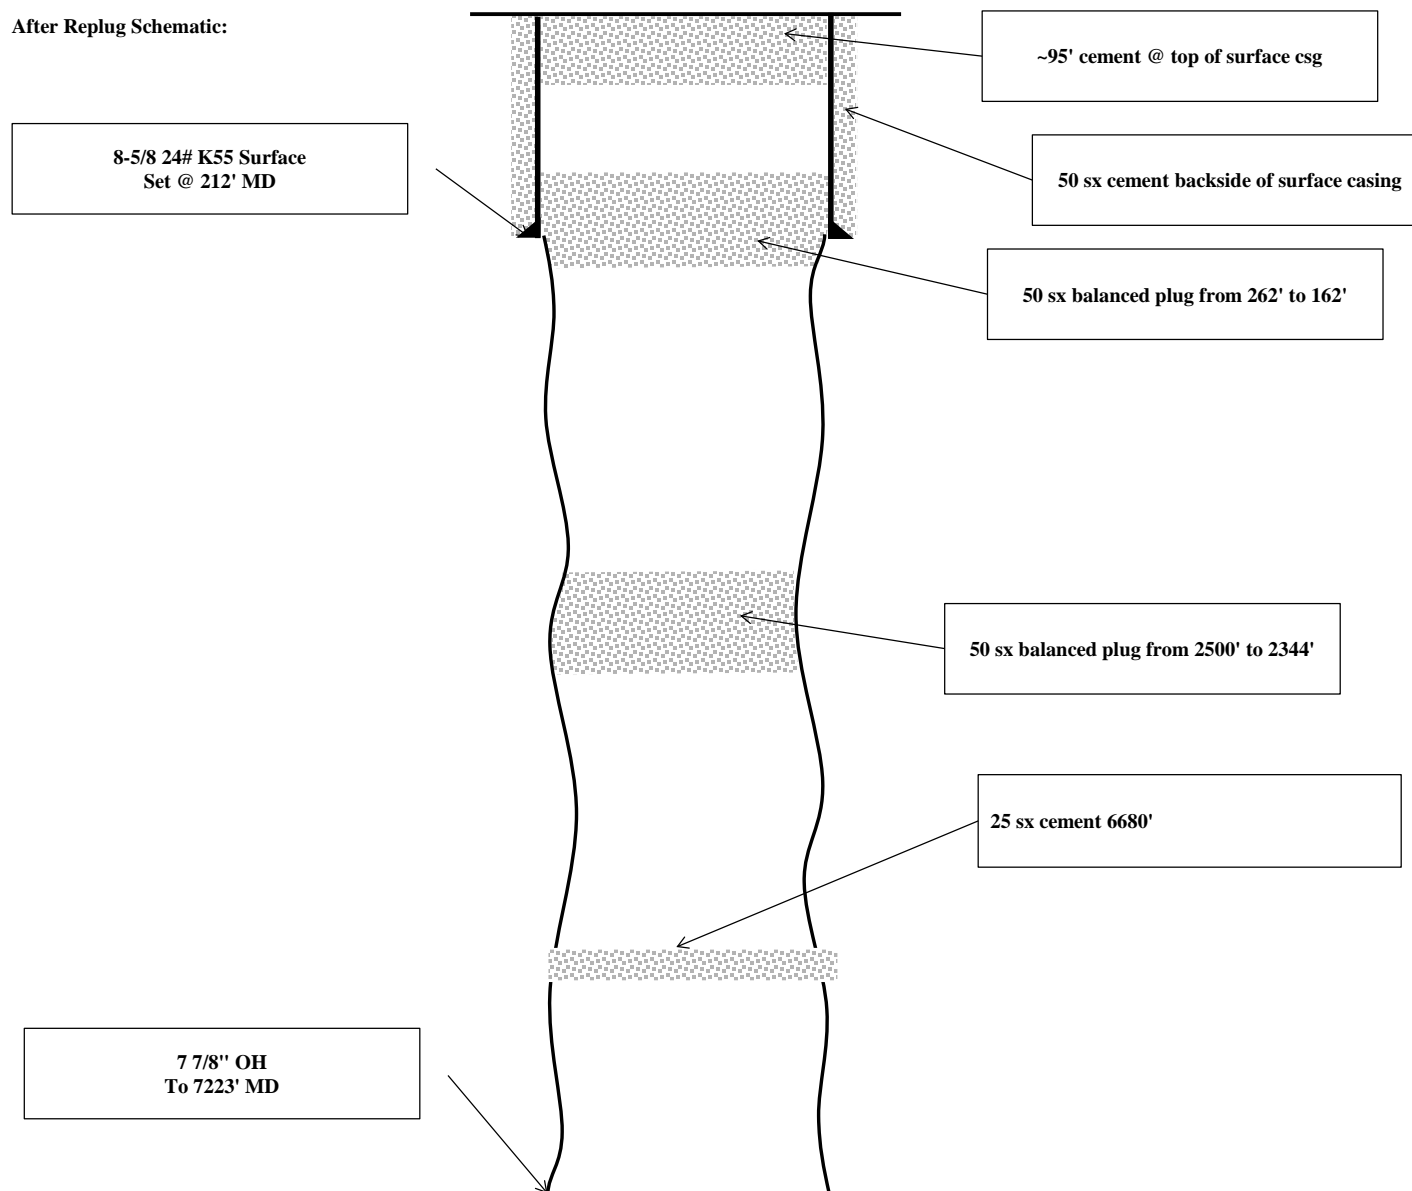 After Replug Schematic:
~95' cement @ top of surface csg
8-5/8 24# K55 Surface
Set @ 212' MD
50 sx cement backside of surface casing
50 sx balanced plug from 262' to 162'
50 sx balanced plug from 2500' to 2344'
25 sx cement 6680'
7 7/8" OH
To 7223' MD